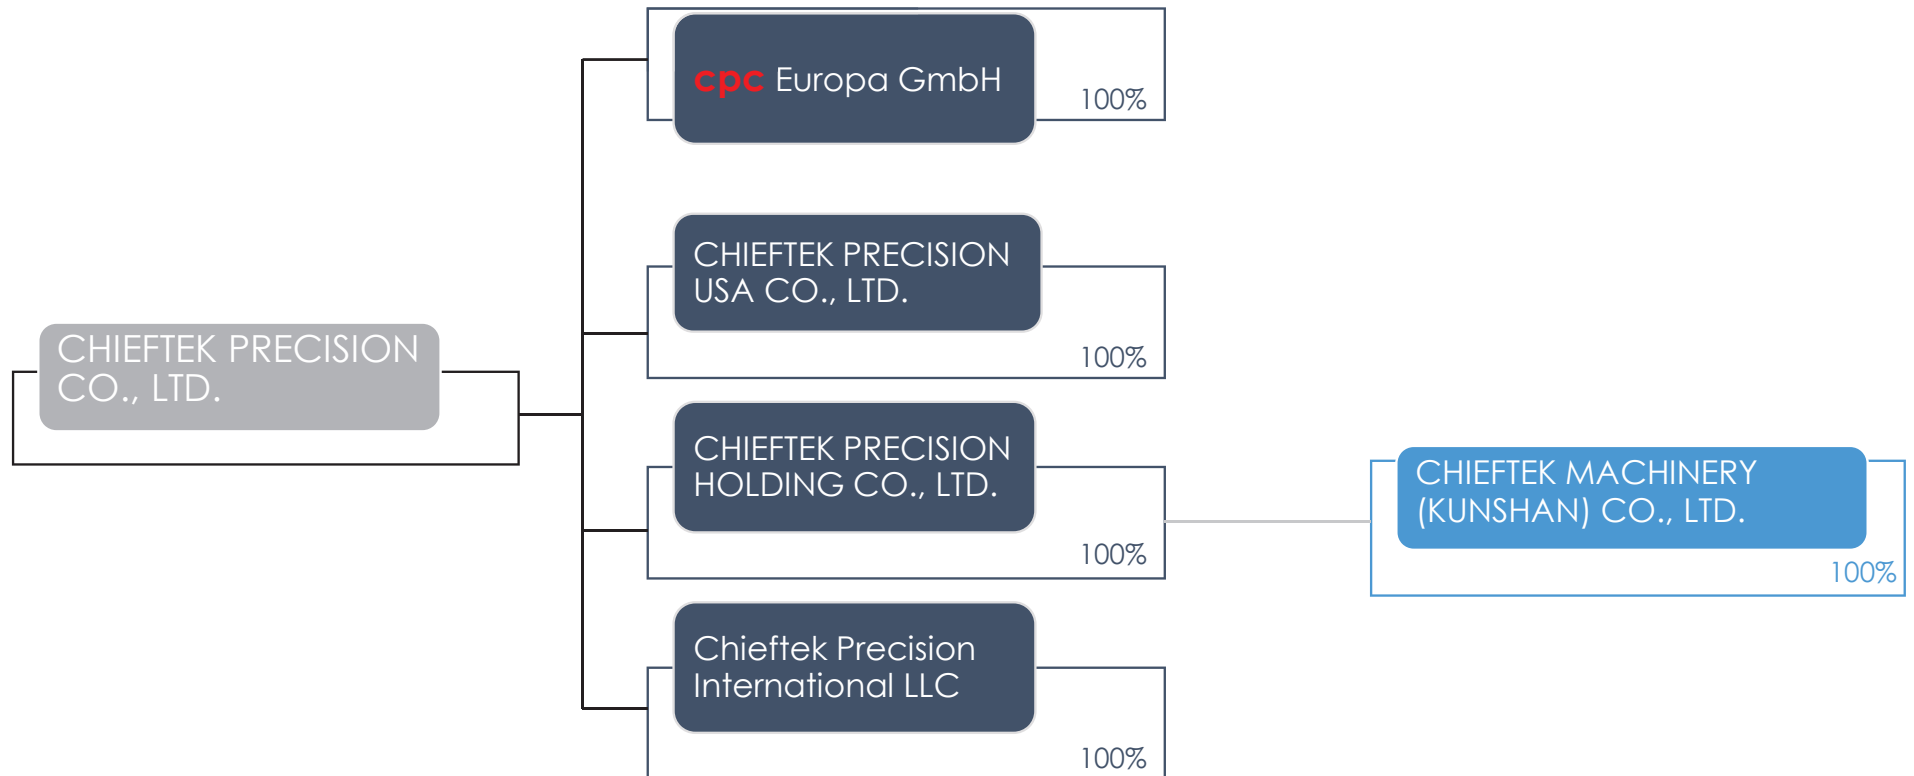 cpc Europa GmbH
100%
CHIEFTEK PRECISION
USA CO., LTD.
100%
CHIEFTEK PRECISION
CO., LTD.
CHIEFTEK PRECISION
HOLDING CO., LTD.
100%
CHIEFTEK MACHINERY
(KUNSHAN) CO., LTD.
100%
Chieftek Precision
International LLC
100%